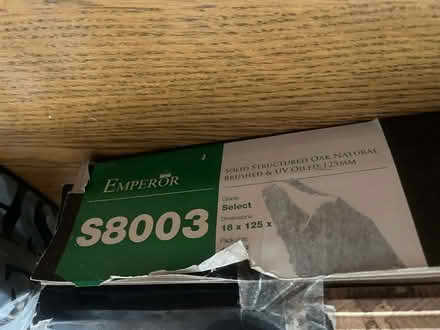 EMPEROR
S8003
SOLID STRUCTURED OAK NATURAL
BRUSHED & UV OILED, 125MM
Grade
Select
Dimensions
18 x 125 x